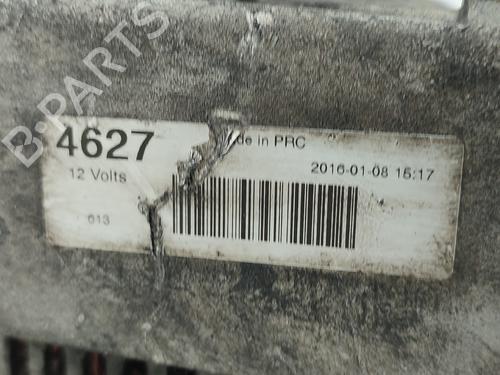 B-PARTS
4627
de in PRC
12 Volts
2016-01-08 15:17
613